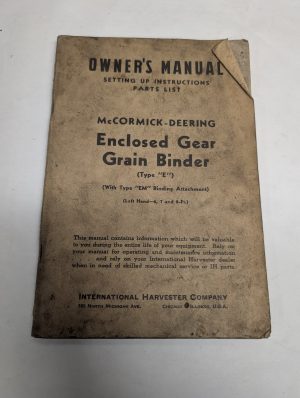 OWNER'S MANUAL
SETTING UP INSTRUCTIONS
PARTS LIST
McCORMICK-DEERING
Enclosed Gear
Grain Binder
(Type "E")
(With Type "EM" Binding Attachment)
(Left Hand—6, 7 and 8-Ft.)
This manual contains information which will be valuable
to you during the entire life of your equipment. Rely on
your manual for operating and maintenance information
and rely on your International Harvester dealer
when in need of skilled mechanical service or IH parts.
INTERNATIONAL HARVESTER COMPANY
180 NORTH MICHIGAN AVE. CHICAGO 1 ILLINOIS, U.S.A.